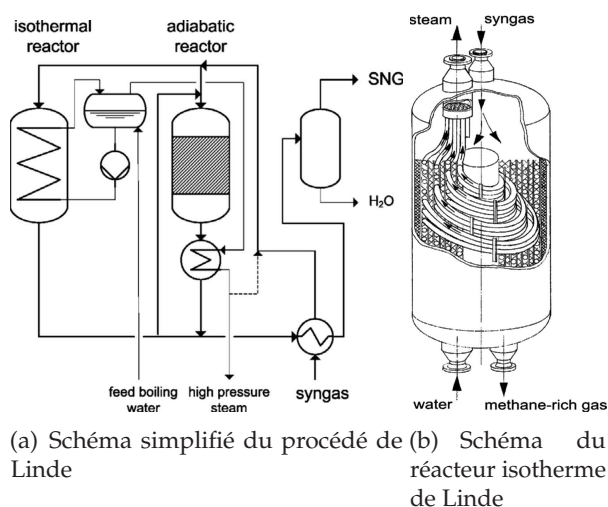 isothermal
reactor
adiabatic
reactor
SNG
H₂O
feed boiling
water
high pressure
steam
syngas
(a) Schéma simplifié du procédé de
Linde
steam
syngas
water
methane-rich gas
(b) Schéma du
réacteur isotherme
de Linde